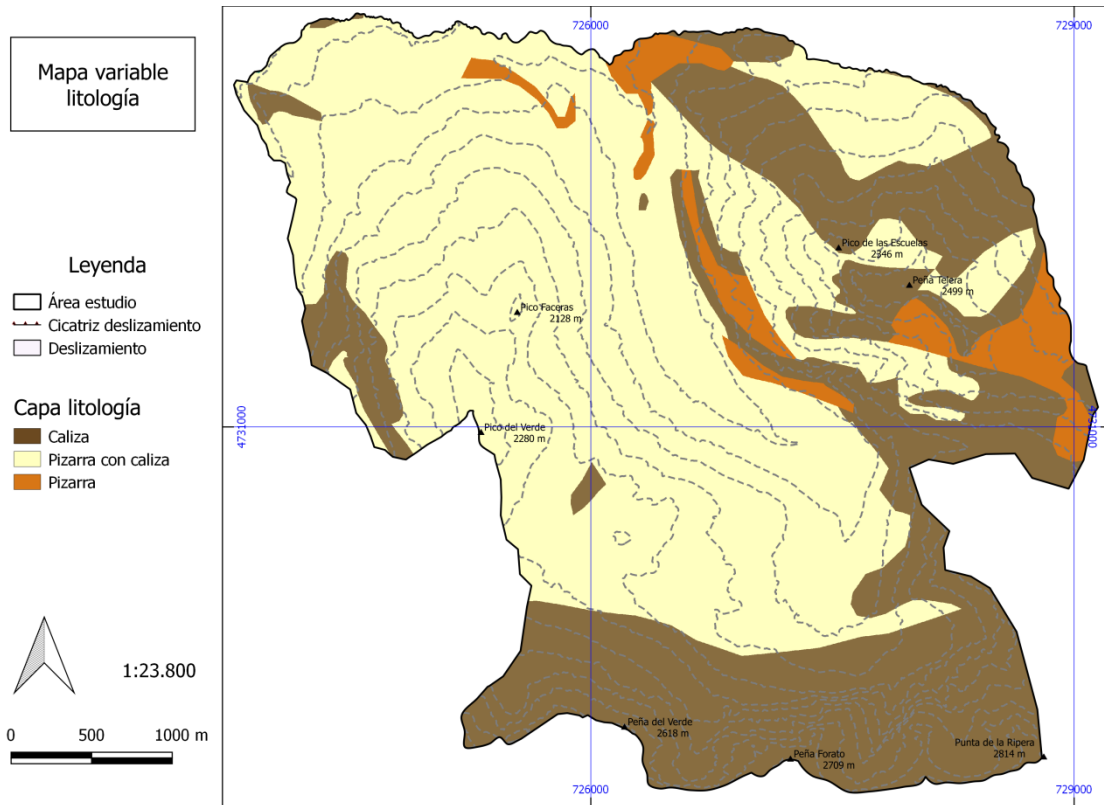 Mapa variable
litología
Leyenda
Área estudio
Cicatriz deslizamiento
Deslizamiento
Capa litología
Caliza
Pizarra con caliza
Pizarra
1:23.800
0 500 1000 m
726000
729000
4731000
4731000
Pico de las Escuelas
2346 m
Peña Telera
2499 m
Pico Faceras
2128 m
Pico del Verde
2280 m
Peña del Verde
2618 m
Peña Forato
2709 m
Punta de la Ripera
2814 m
726000
729000